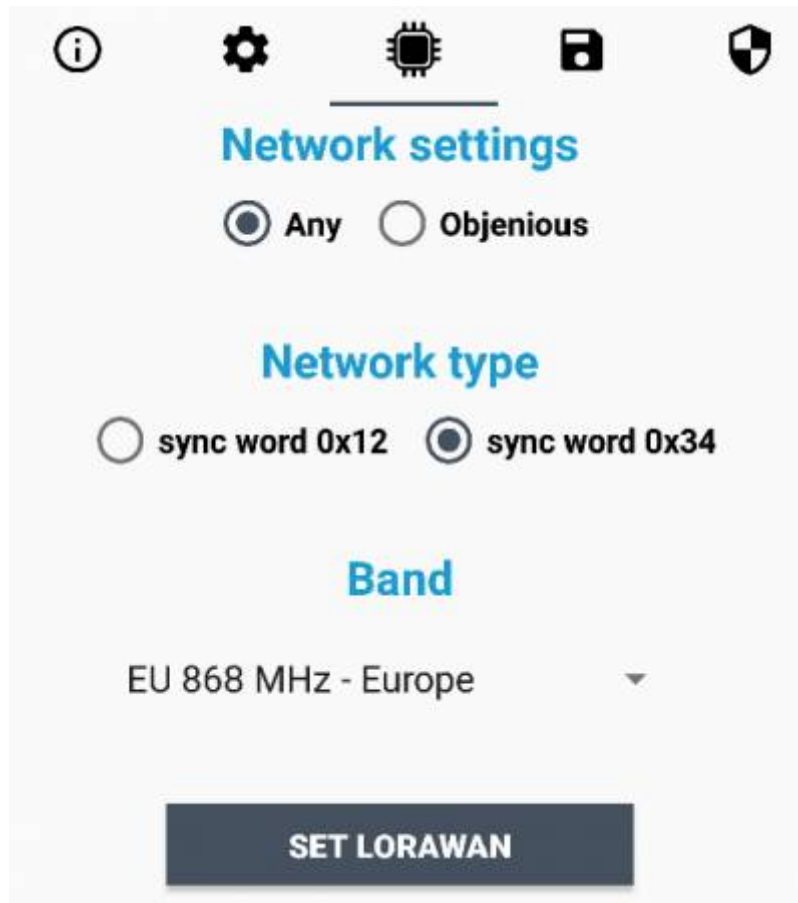 Network settings
Any Objenious
Network type
sync word 0x12 sync word 0x34
Band
EU 868 MHz - Europe
SET LORAWAN